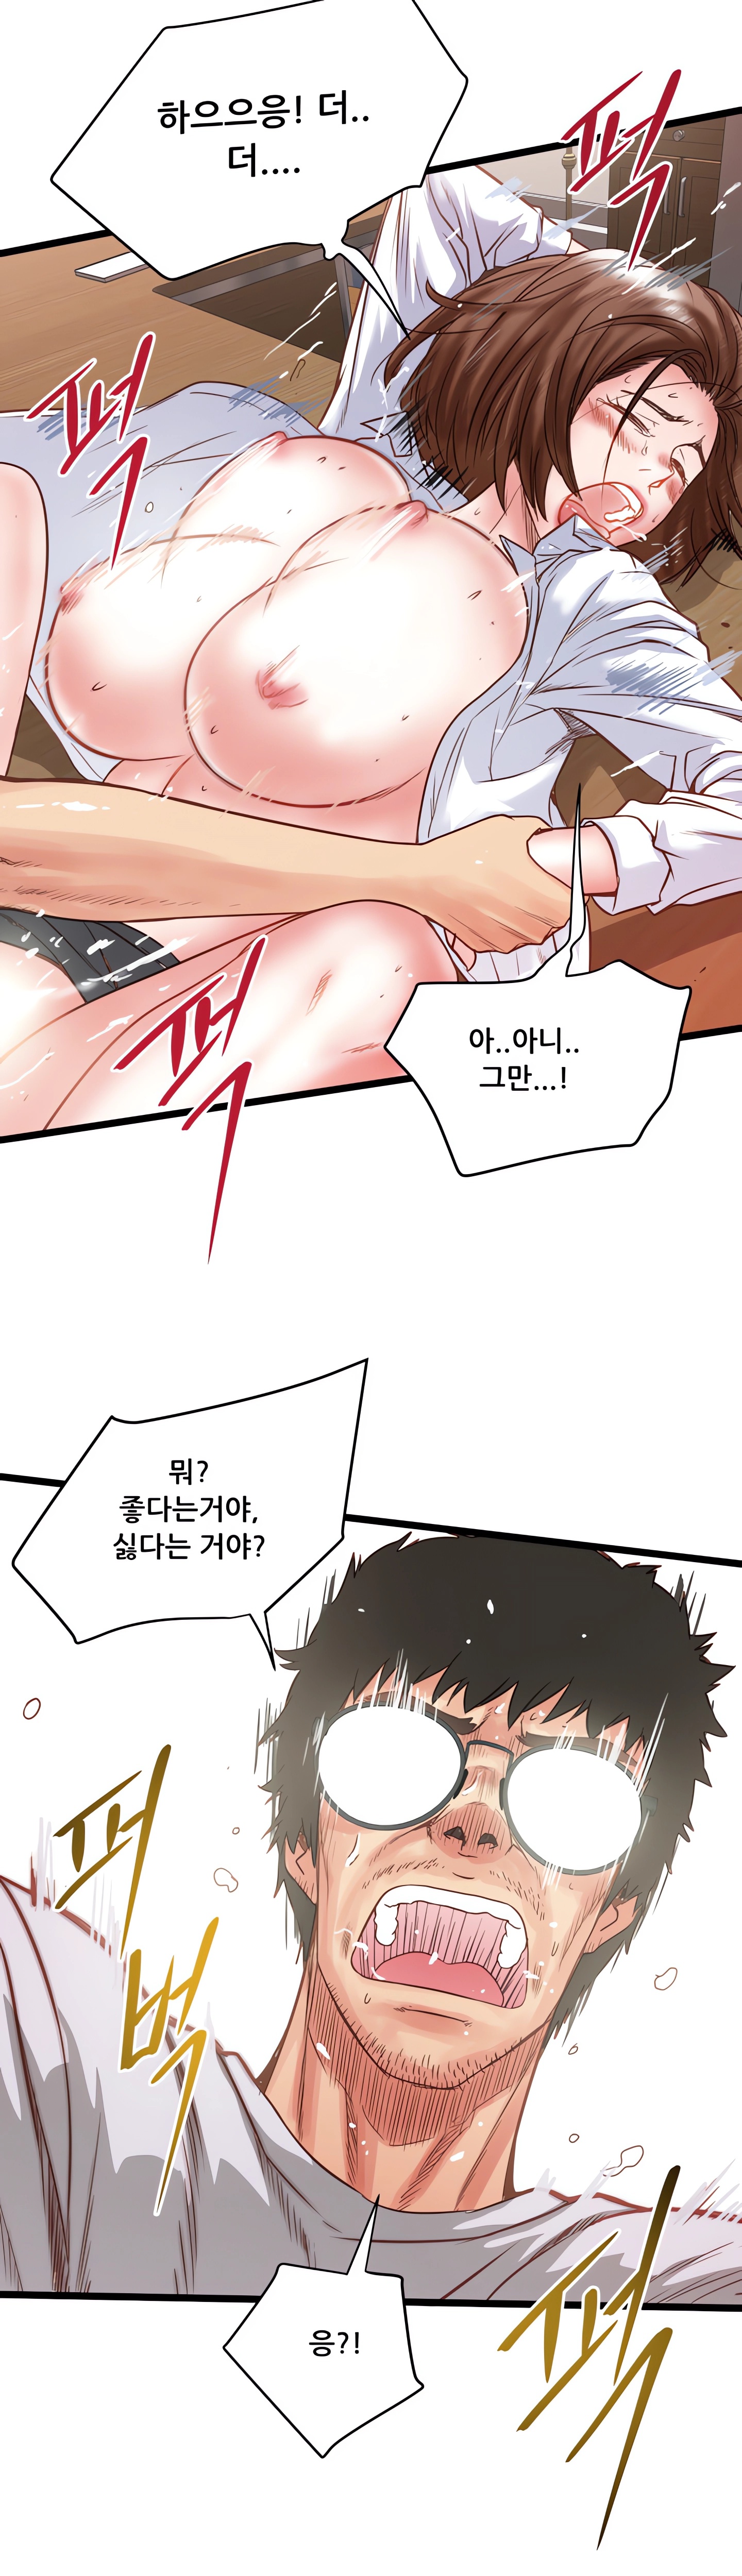 하으으응! 더..
더....
퍽
퍽
퍽
아..아니..
그만...!
뭐?
좋다는거야,
싫다는 거야?
퍽
벅
응?!
퍽